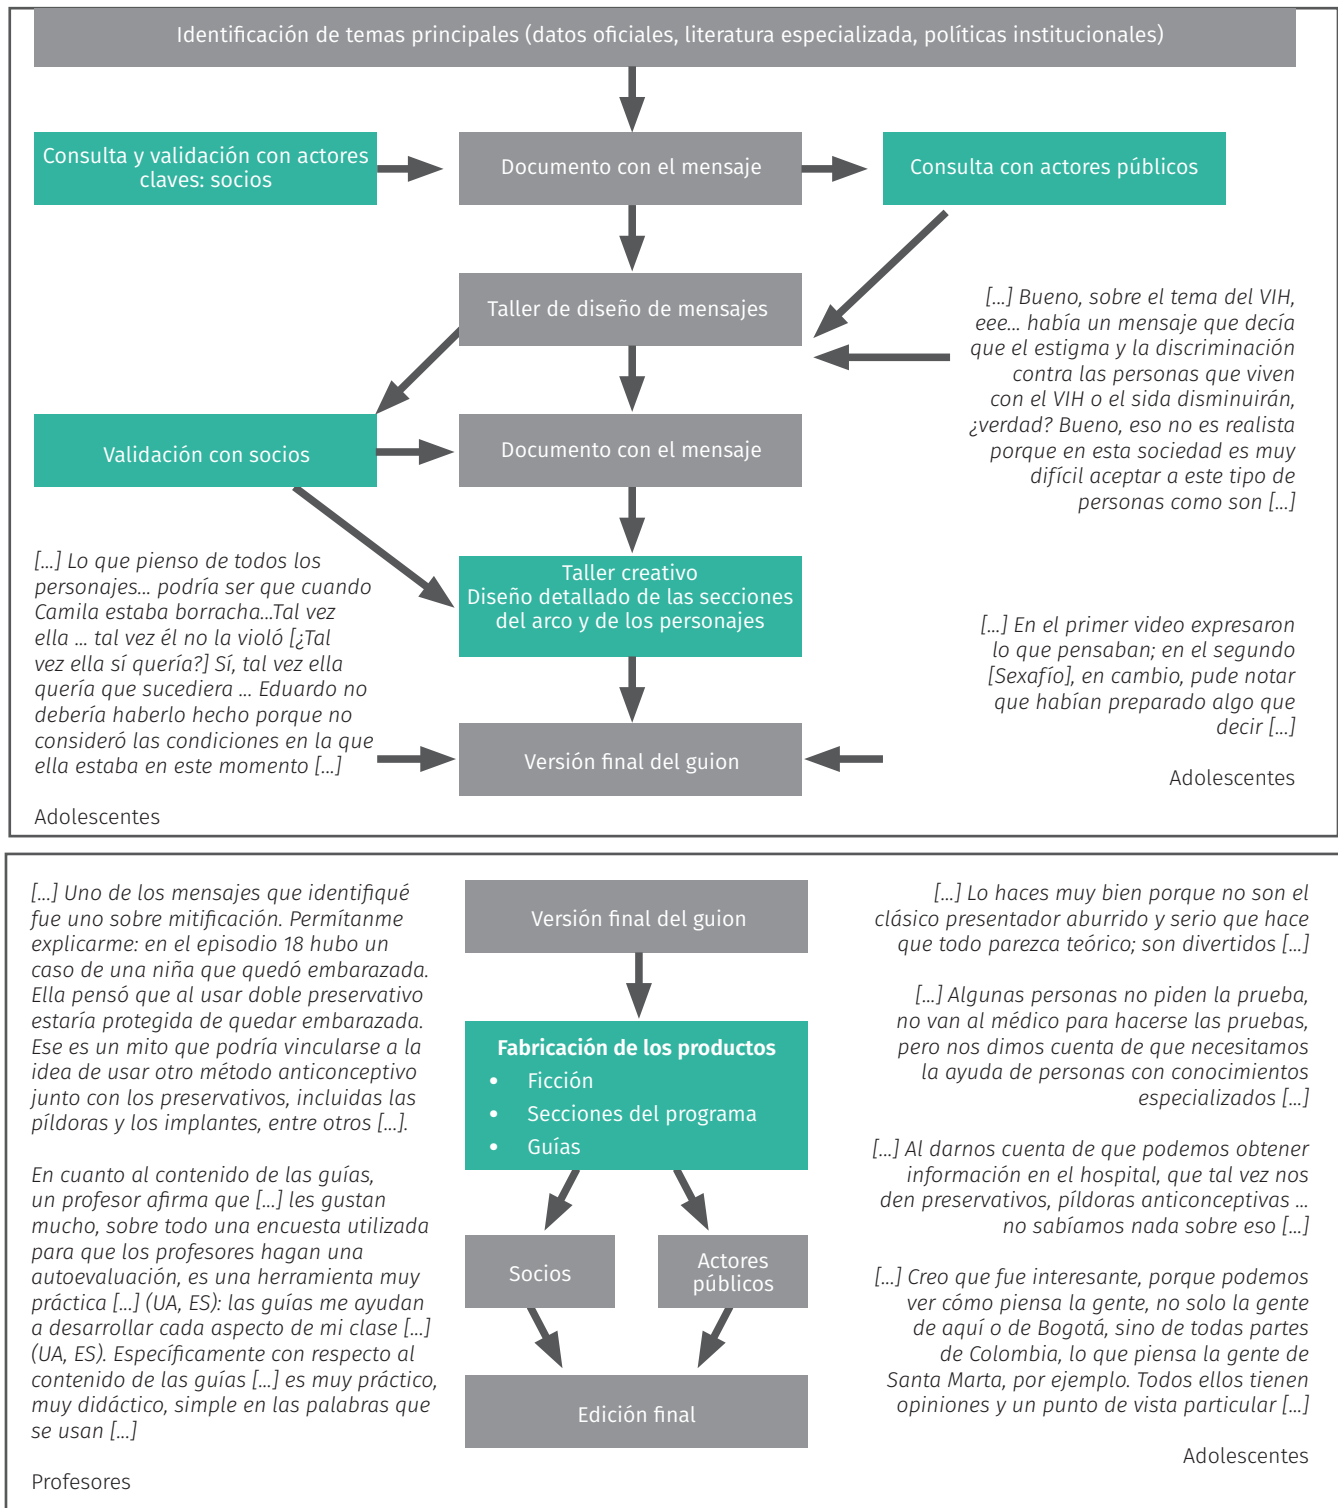 Identificación de temas principales (datos oficiales, literatura especializada, políticas institucionales)
Consulta y validación con actores
claves: socios
Documento con el mensaje
Consulta con actores públicos
Taller de diseño de mensajes
[...] Bueno, sobre el tema del VIH,
eee... había un mensaje que decía
que el estigma y la discriminación
contra las personas que viven
con el VIH o el sida disminuirán,
¿verdad? Bueno, eso no es realista
porque en esta sociedad es muy
difícil aceptar a este tipo de
personas como son [...]
Validación con socios
Documento con el mensaje
[...] Lo que pienso de todos los
personajes... podría ser que cuando
Camila estaba borracha...Tal vez
ella ... tal vez él no la violó [¿Tal
vez ella sí quería?] Sí, tal vez ella
quería que sucediera ... Eduardo no
debería haberlo hecho porque no
consideró las condiciones en la que
ella estaba en este momento [...]
Adolescentes
Taller creativo
Diseño detallado de las secciones
del arco y de los personajes
[...] En el primer video expresaron
lo que pensaban; en el segundo
[Sexafío], en cambio, pude notar
que habían preparado algo que
decir [...]
Adolescentes
Versión final del guion
[...] Uno de los mensajes que identifiqué
fue uno sobre mitificación. Permítanme
explicarme: en el episodio 18 hubo un
caso de una niña que quedó embarazada.
Ella pensó que al usar doble preservativo
estaría protegida de quedar embarazada.
Ese es un mito que podría vincularse a la
idea de usar otro método anticonceptivo
junto con los preservativos, incluidas las
píldoras y los implantes, entre otros [...].
En cuanto al contenido de las guías,
un profesor afirma que [...] les gustan
mucho, sobre todo una encuesta utilizada
para que los profesores hagan una
autoevaluación, es una herramienta muy
práctica [...] (UA, ES): las guías me ayudan
a desarrollar cada aspecto de mi clase [...]
(UA, ES). Específicamente con respecto al
contenido de las guías [...] es muy práctico,
muy didáctico, simple en las palabras que
se usan [...]
Profesores
Versión final del guion
Fabricación de los productos
• Ficción
• Secciones del programa
• Guías
Socios
Actores
públicos
Edición final
[...] Lo haces muy bien porque no son el
clásico presentador aburrido y serio que hace
que todo parezca teórico; son divertidos [...]
[...] Algunas personas no piden la prueba,
no van al médico para hacerse las pruebas,
pero nos dimos cuenta de que necesitamos
la ayuda de personas con conocimientos
especializados [...]
[...] Al darnos cuenta de que podemos obtener
información en el hospital, que tal vez nos
den preservativos, píldoras anticonceptivas ...
no sabíamos nada sobre eso [...]
[...] Creo que fue interesante, porque podemos
ver cómo piensa la gente, no solo la gente
de aquí o de Bogotá, sino de todas partes
de Colombia, lo que piensa la gente de
Santa Marta, por ejemplo. Todos ellos tienen
opiniones y un punto de vista particular [...]
Adolescentes